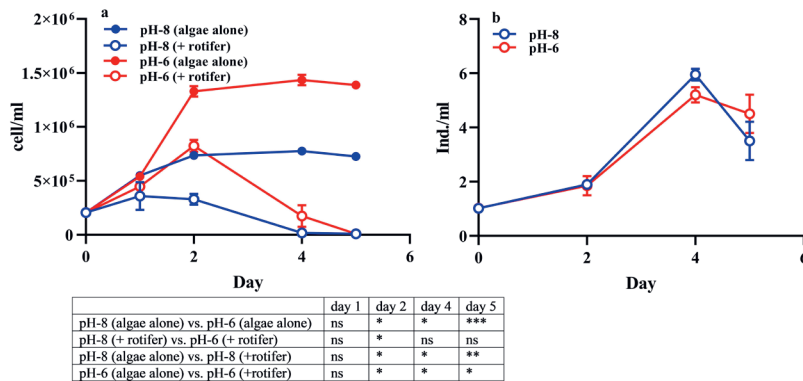 a
pH-8 (algae alone)
pH-8 (+ rotifer)
pH-6 (algae alone)
pH-6 (+ rotifer)
2×10⁶
1.5×10⁶
1×10⁶
5×10⁵
0
cell/ml
0 2 4 6
Day
b
pH-8
pH-6
8
6
4
2
0
Ind./ml
0 2 4 6
Day
day 1 day 2 day 4 day 5
pH-8 (algae alone) vs. pH-6 (algae alone) ns * * ***
pH-8 (+ rotifer) vs. pH-6 (+ rotifer) ns * ns ns
pH-8 (algae alone) vs. pH-8 (+rotifer) ns * * **
pH-6 (algae alone) vs. pH-6 (+rotifer) ns * * *